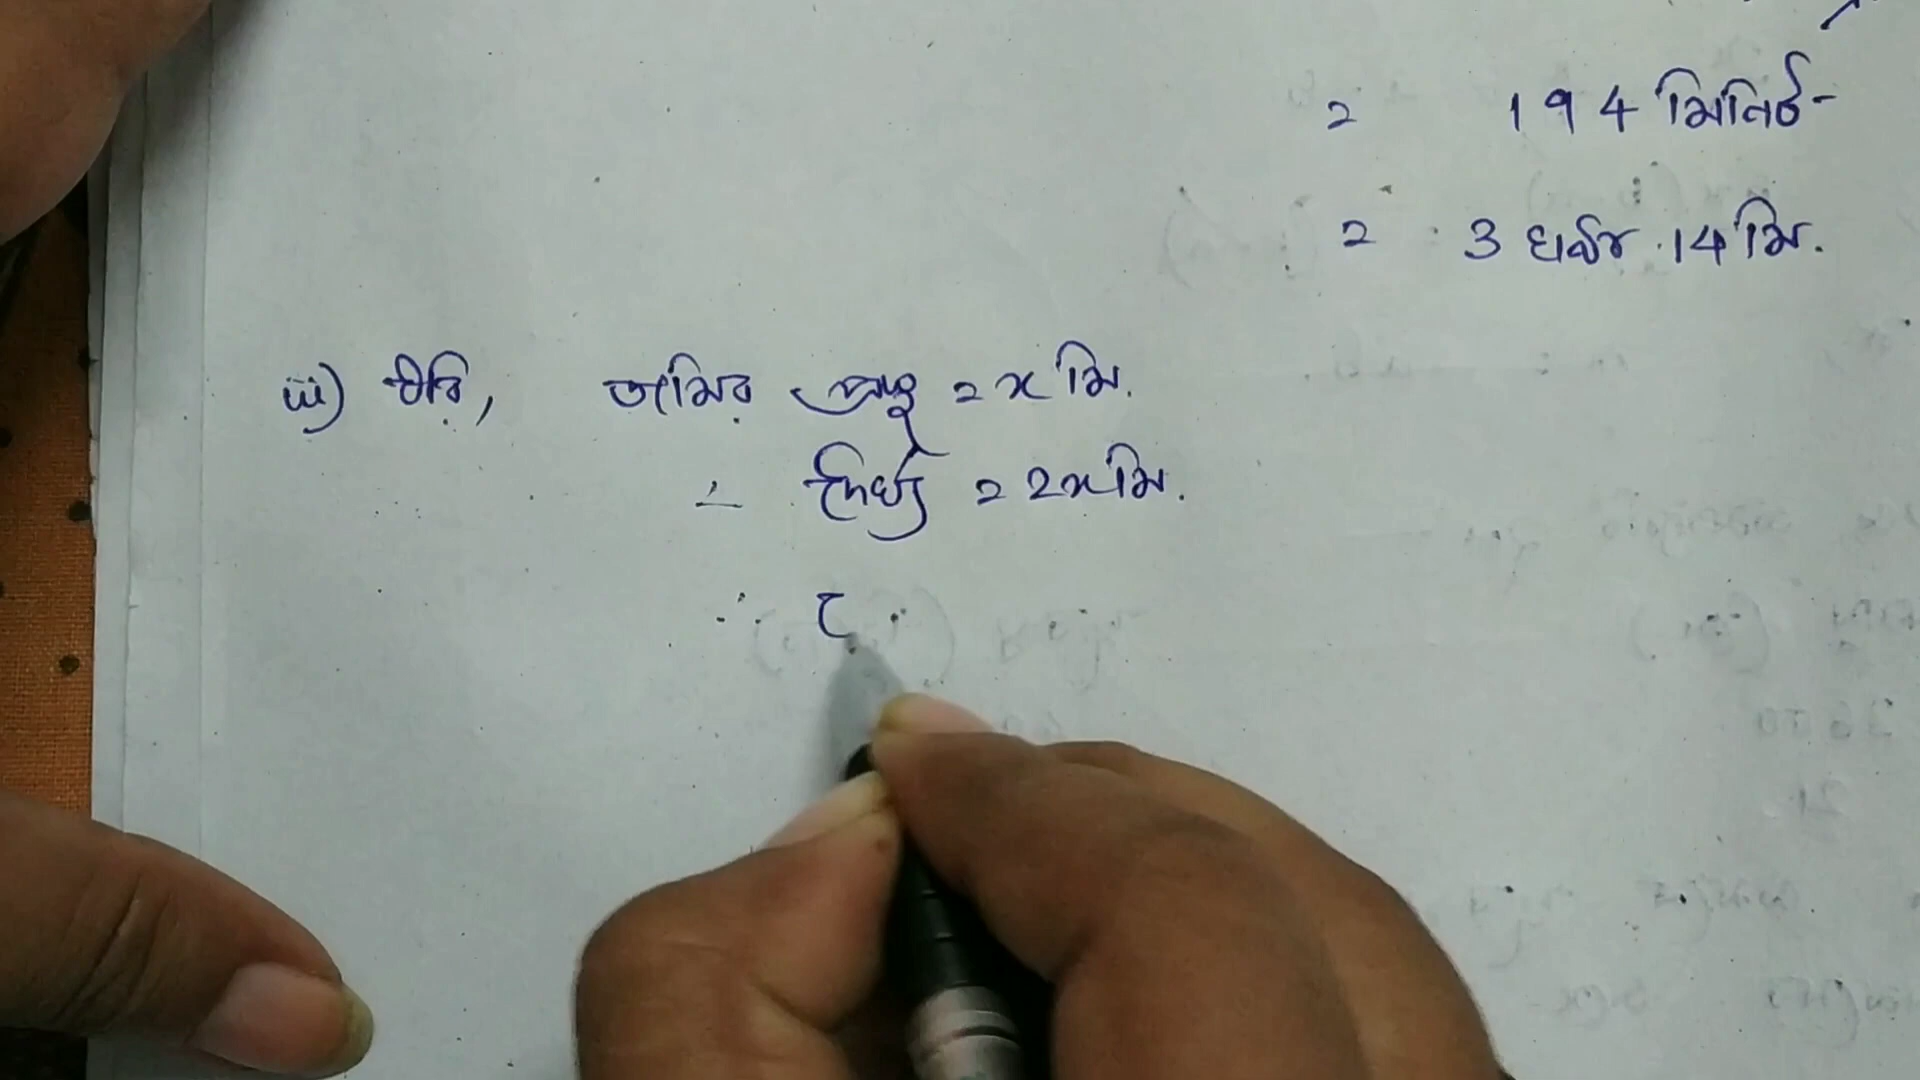 = 194 মিনিট
= 3 ঘন্টা 14 মি.
iii) ধরি, জমির প্রস্থ = x মি.
∴ দৈর্ঘ্য = 2x মি.
∴